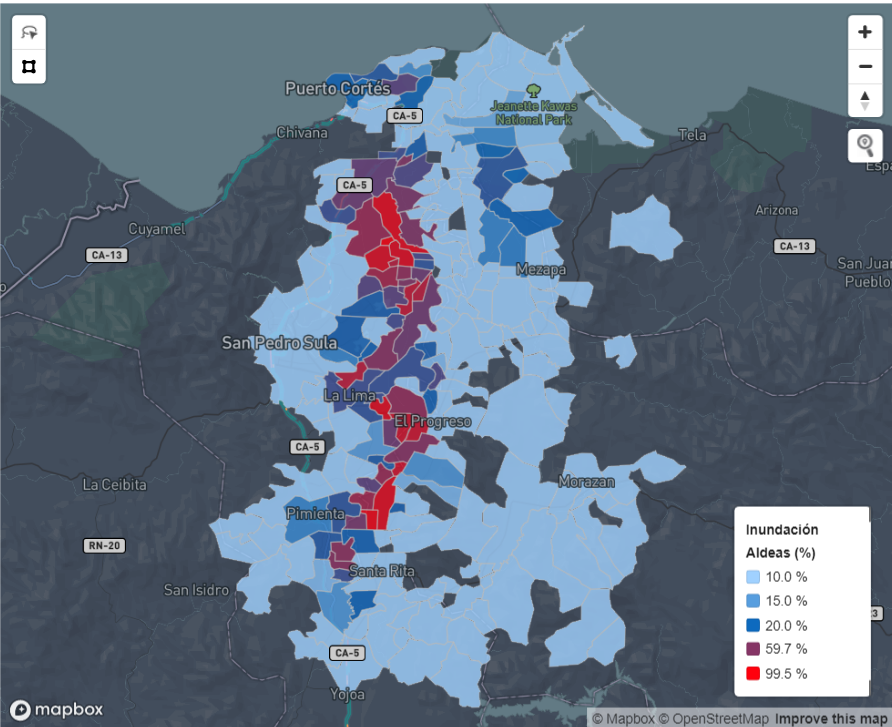 Puerto Cortés
Jeanette Kawas
National Park
CA-5
Chivana
Tela
CA-5
Arizona
Cuyamel
CA-13
CA-13
Mezapa
San Juan
Pueblo
San Pedro Sula
La Lima
El Progreso
CA-5
La Ceibita
Morazan
Pimienta
RN-20
Santa Rita
San Isidro
CA-5
Yojoa
Inundación
Aldeas (%)
10.0 %
15.0 %
20.0 %
59.7 %
99.5 %
mapbox
© Mapbox © OpenStreetMap Improve this map